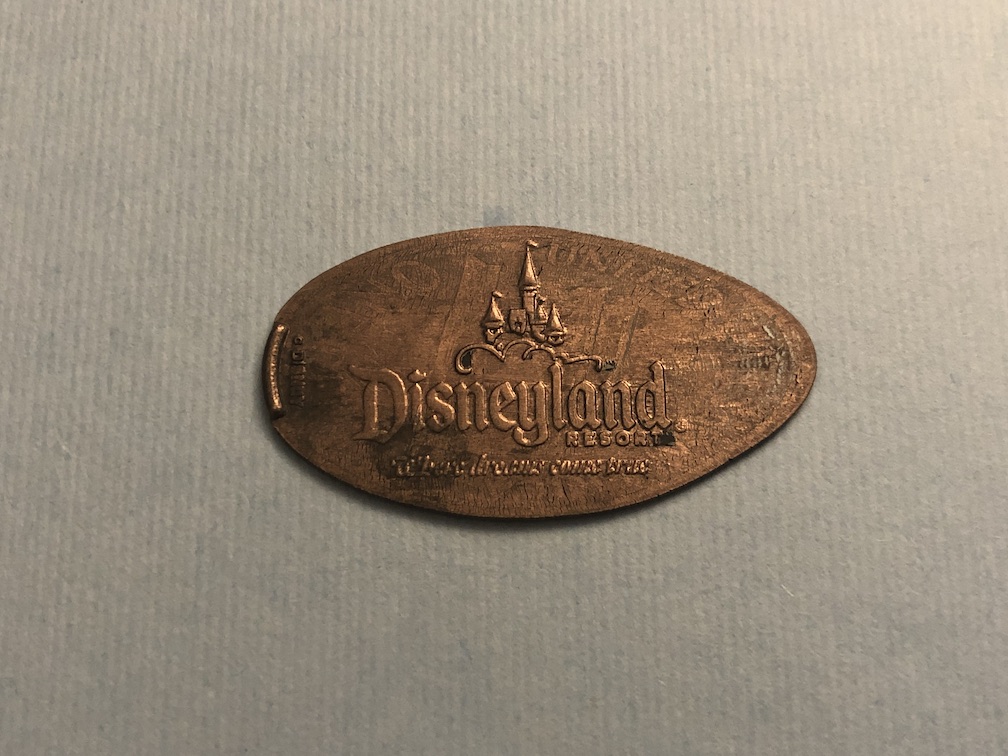 Disneyland
RESORT
Where dreams come true